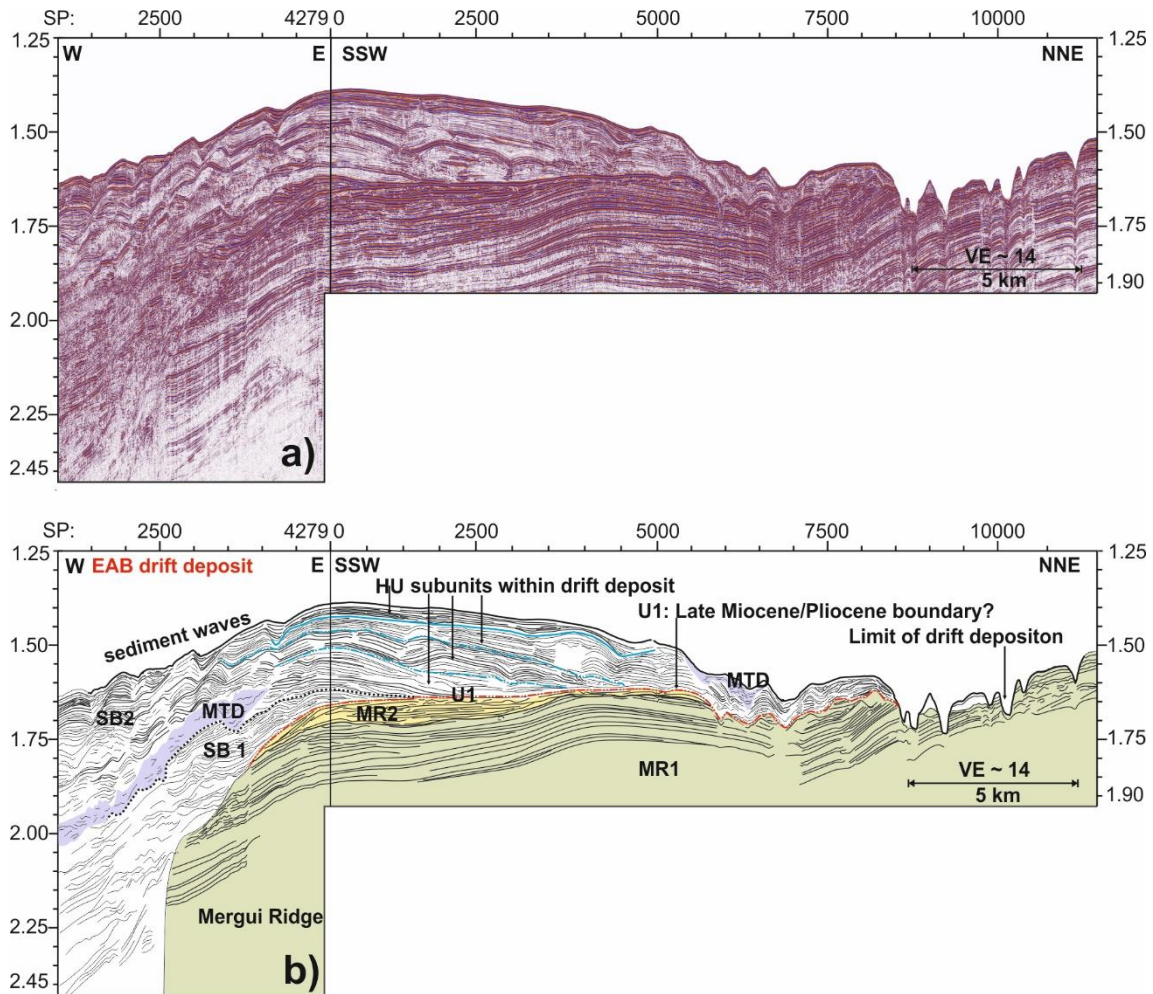 SP: 2500 4279 0 2500 5000 7500 10000
1.25 1.25
W E SSW NNE
1.50 1.50
1.75 1.75
VE ~ 14
5 km
1.90
2.00
2.25
2.45
a)
SP: 2500 4279 0 2500 5000 7500 10000
1.25 1.25
W EAB drift deposit E SSW NNE
HU subunits within drift deposit
U1: Late Miocene/Pliocene boundary?
Limit of drift depositon
sediment waves
1.50 1.50
MTD
SB2
MTD
U1
MR2
SB 1
1.75 1.75
MR1
VE ~ 14
5 km
1.90
2.00
Mergui Ridge
2.25
2.45
b)